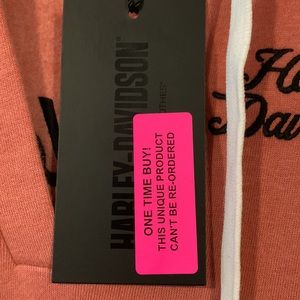 HARLEY-DAVIDSON®
ONE TIME BUY!
THIS UNIQUE PRODUCT
CAN'T BE RE-ORDERED